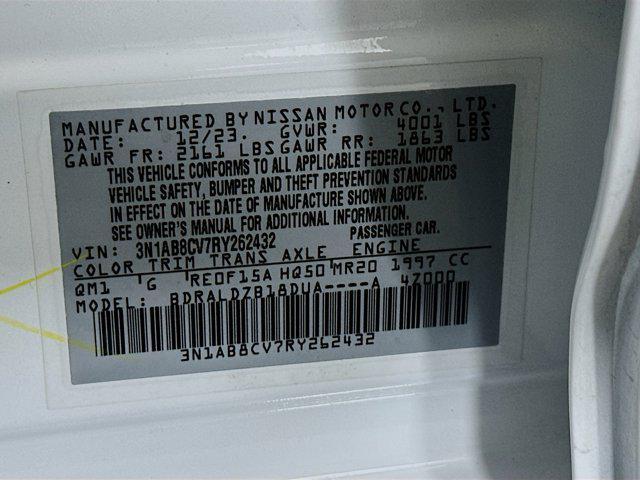 MANUFACTURED BY NISSAN MOTOR CO., LTD.
DATE: 12/23. GVWR: 4001 LBS
GAWR FR: 2161 LBS GAWR RR: 1863 LBS
THIS VEHICLE CONFORMS TO ALL APPLICABLE FEDERAL MOTOR
VEHICLE SAFETY, BUMPER AND THEFT PREVENTION STANDARDS
IN EFFECT ON THE DATE OF MANUFACTURE SHOWN ABOVE.
SEE OWNER'S MANUAL FOR ADDITIONAL INFORMATION.
VIN: 3N1AB8CV7RY262432 PASSENGER CAR.
COLOR TRIM TRANS AXLE ENGINE
QM1 G RE0F15A HQ50 MR20 1997 CC
MODEL: BDRALDZB18DUA----A 4Z000
3N1AB8CV7RY262432